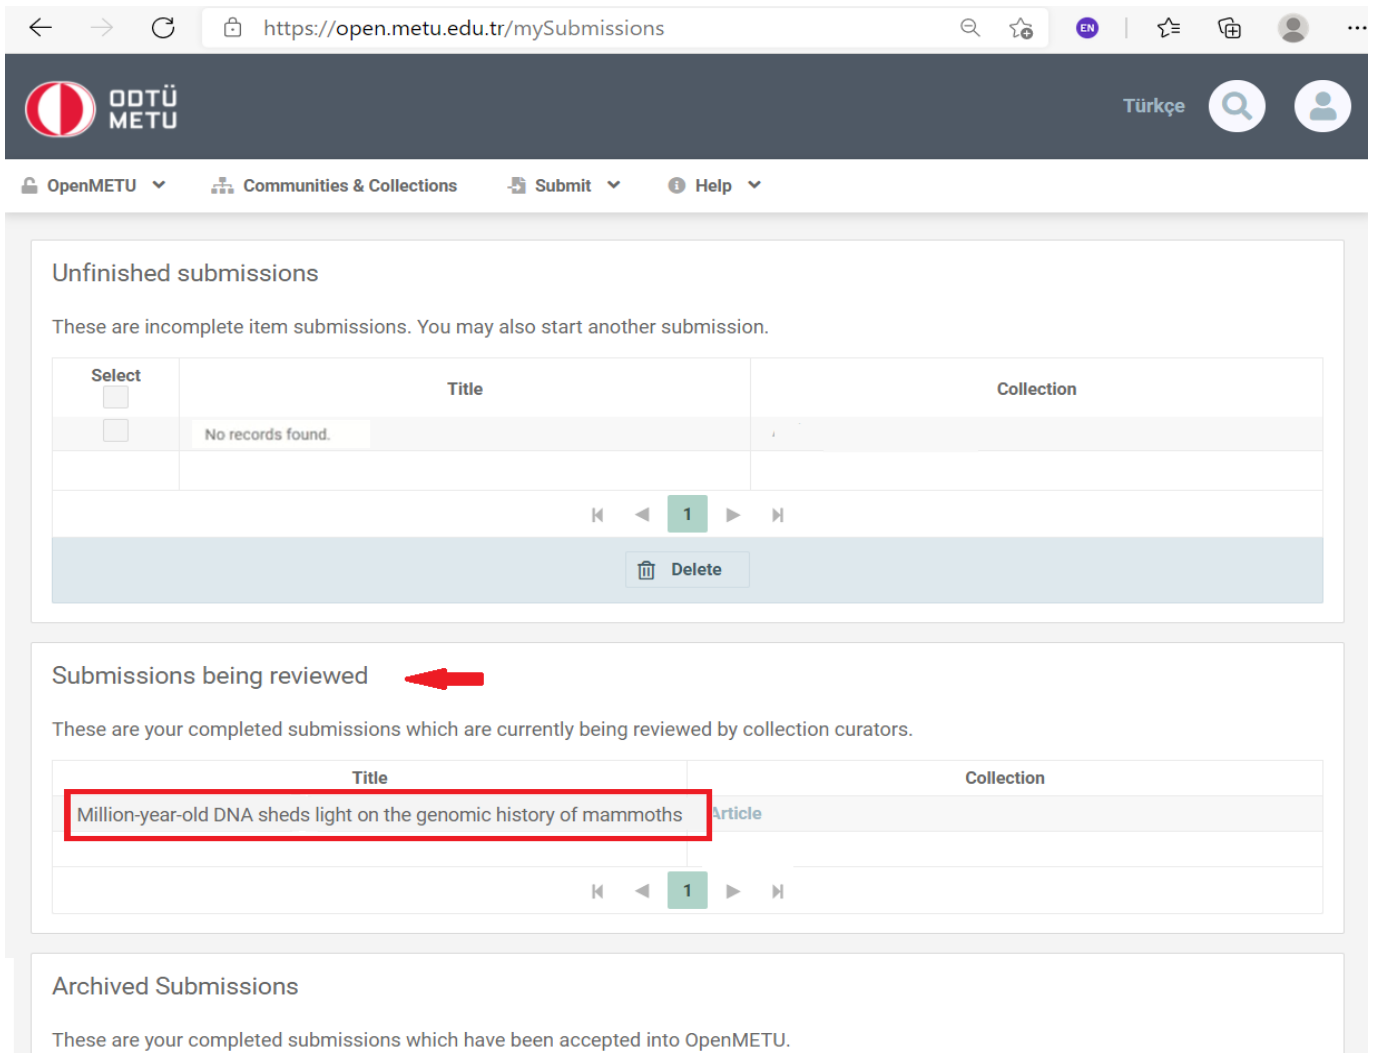 https://open.metu.edu.tr/mySubmissions
EN
ODTÜ
METU
Türkçe
OpenMETU
Communities & Collections
Submit
Help
Unfinished submissions
These are incomplete item submissions. You may also start another submission.
Select
Title
Collection
No records found.
1
Delete
Submissions being reviewed
These are your completed submissions which are currently being reviewed by collection curators.
Title
Collection
Million-year-old DNA sheds light on the genomic history of mammoths
Article
1
Archived Submissions
These are your completed submissions which have been accepted into OpenMETU.